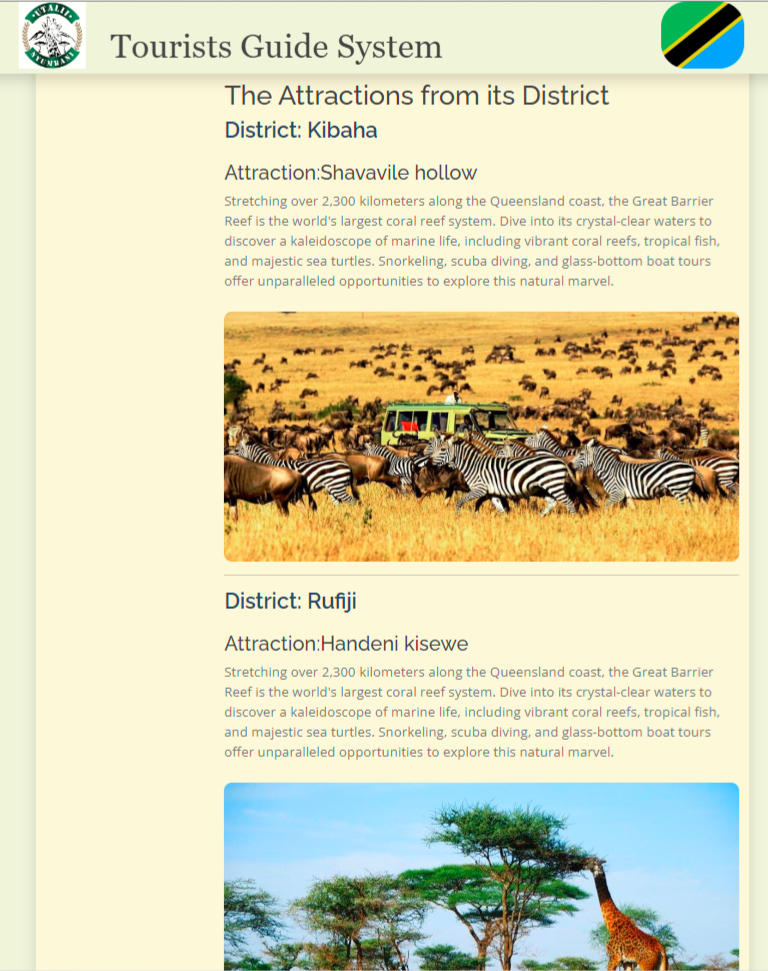 UTALII
NYUMBANI
Tourists Guide System
The Attractions from its District
District: Kibaha
Attraction:Shavavile hollow
Stretching over 2,300 kilometers along the Queensland coast, the Great Barrier
Reef is the world's largest coral reef system. Dive into its crystal-clear waters to
discover a kaleidoscope of marine life, including vibrant coral reefs, tropical fish,
and majestic sea turtles. Snorkeling, scuba diving, and glass-bottom boat tours
offer unparalleled opportunities to explore this natural marvel.
District: Rufiji
Attraction:Handeni kisewe
Stretching over 2,300 kilometers along the Queensland coast, the Great Barrier
Reef is the world's largest coral reef system. Dive into its crystal-clear waters to
discover a kaleidoscope of marine life, including vibrant coral reefs, tropical fish,
and majestic sea turtles. Snorkeling, scuba diving, and glass-bottom boat tours
offer unparalleled opportunities to explore this natural marvel.